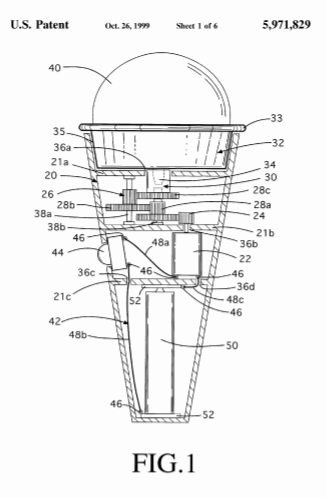 U.S. Patent Oct. 26, 1999 Sheet 1 of 6 5,971,829
40
33
35
32
36a
21a
34
20
30
26
28c
28b
28a
38a
24
38b
21b
46
48a
36b
44
22
36c
46
46
36d
21c
48c
52
46
42
50
48b
46
52
FIG.1